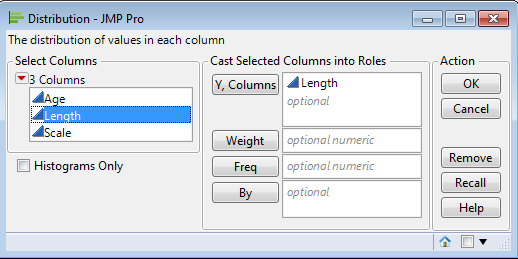 Distribution - JMP Pro
The distribution of values in each column
Select Columns
3 Columns
Age
Length
Scale
Histograms Only
Cast Selected Columns into Roles
Y, Columns
Length
optional
Weight
optional numeric
Freq
optional numeric
By
optional
Action
OK
Cancel
Remove
Recall
Help